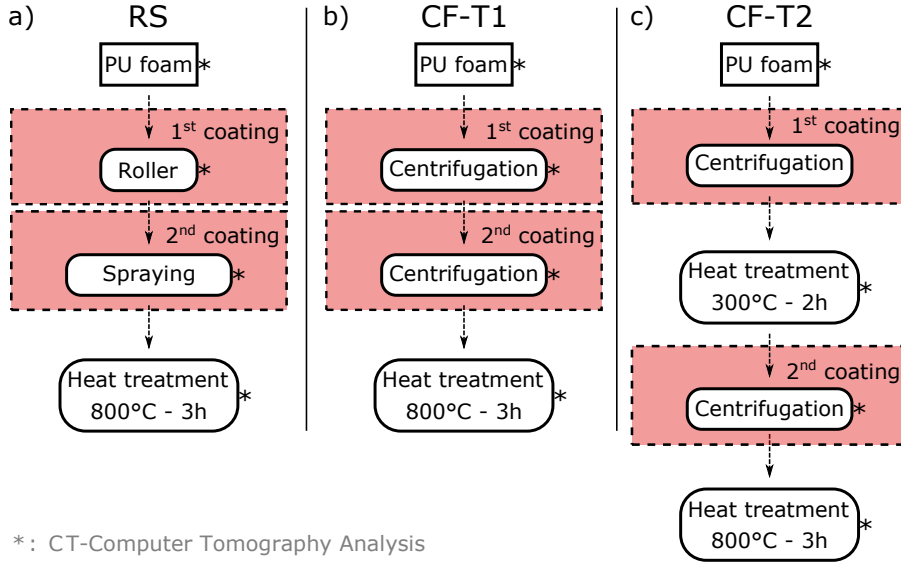 a) RS
PU foam*
1st coating
Roller*
2nd coating
Spraying*
Heat treatment
800°C - 3h*
b) CF-T1
PU foam*
1st coating
Centrifugation*
2nd coating
Centrifugation*
Heat treatment
800°C - 3h*
c) CF-T2
PU foam*
1st coating
Centrifugation
Heat treatment
300°C - 2h*
2nd coating
Centrifugation*
Heat treatment
800°C - 3h*
*: CT-Computer Tomography Analysis